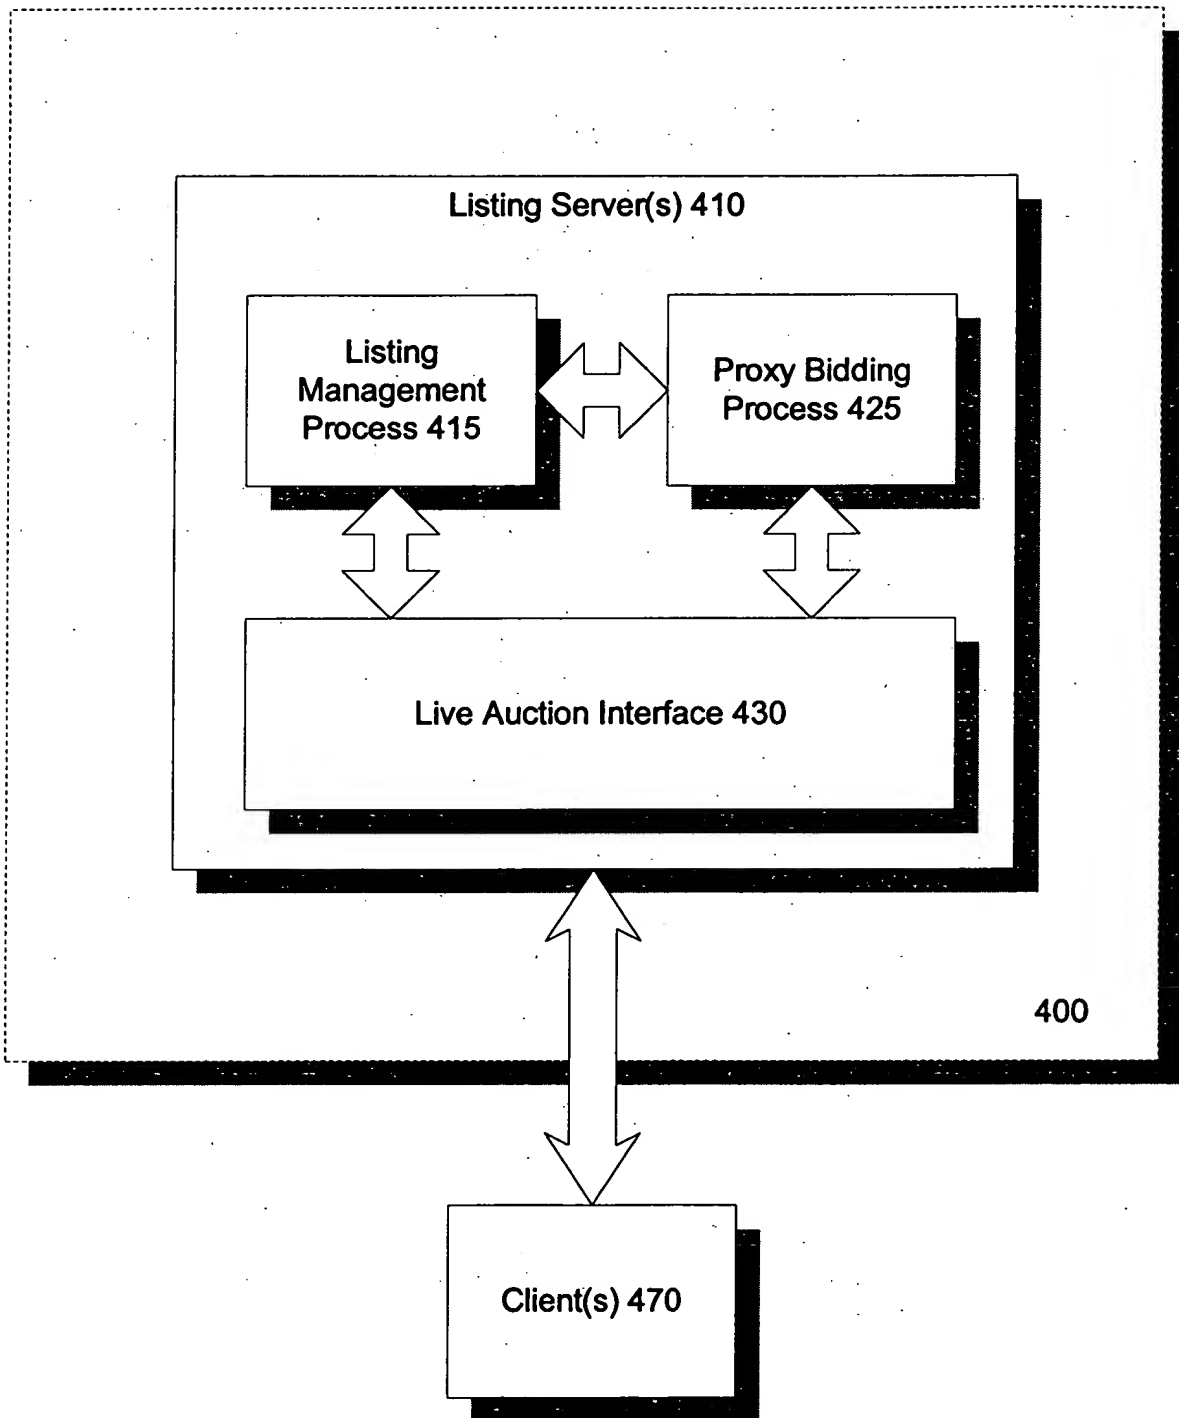 Listing Server(s) 410
Listing
Management
Process 415
Proxy Bidding
Process 425
Live Auction Interface 430
400
Client(s) 470